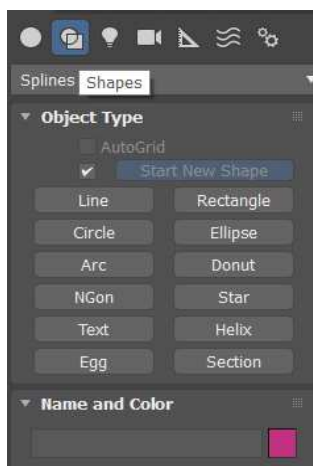 Splines Shapes
Object Type
AutoGrid
Start New Shape
Line Rectangle
Circle Ellipse
Arc Donut
NGon Star
Text Helix
Egg Section
Name and Color